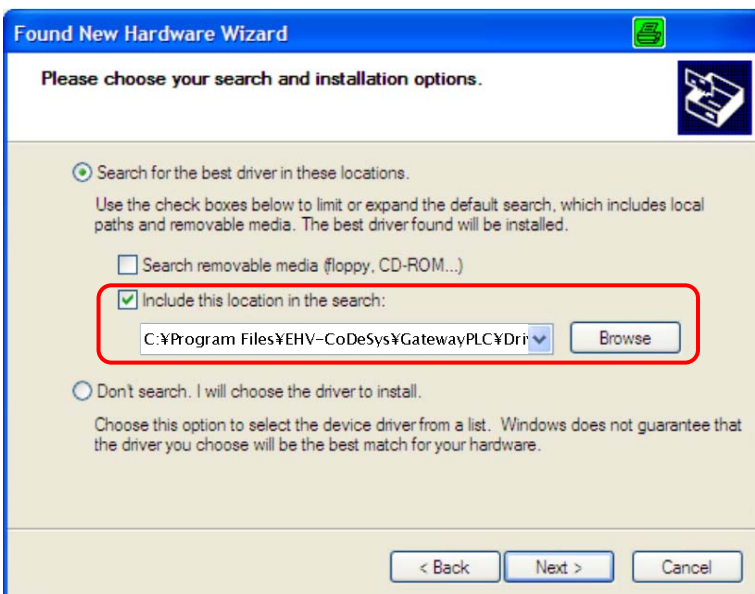 Found New Hardware Wizard
Please choose your search and installation options.
Search for the best driver in these locations.
Use the check boxes below to limit or expand the default search, which includes local
paths and removable media. The best driver found will be installed.
Search removable media (floppy, CD-ROM...)
Include this location in the search:
C:¥Program Files¥EHV-CoDeSys¥GatewayPLC¥Dri
Browse
Don't search. I will choose the driver to install.
Choose this option to select the device driver from a list. Windows does not guarantee that
the driver you choose will be the best match for your hardware.
< Back
Next >
Cancel